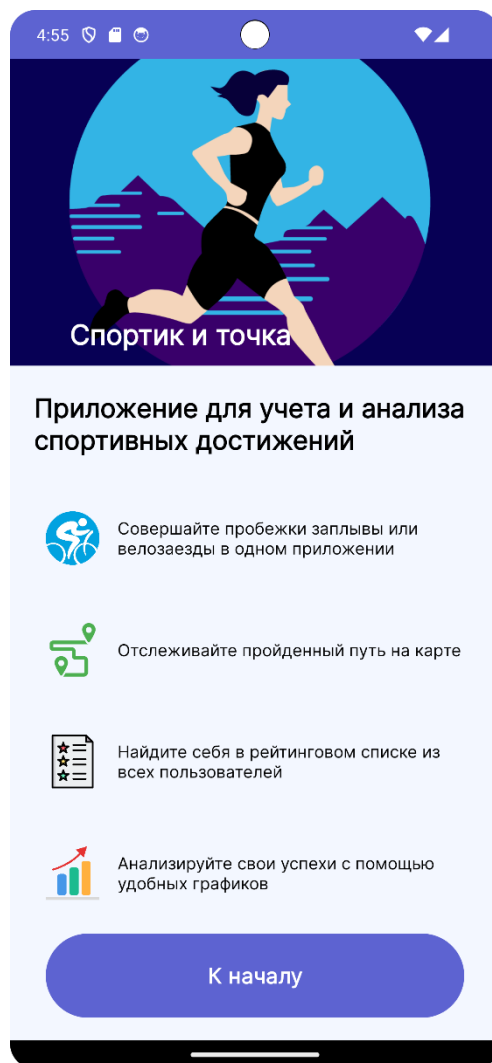 4:55
Спортик и точка
Приложение для учета и анализа
спортивных достижений
Совершайте пробежки заплывы или
велозаезды в одном приложении
Отслеживайте пройденный путь на карте
Найдите себя в рейтинговом списке из
всех пользователей
Анализируйте свои успехи с помощью
удобных графиков
К началу